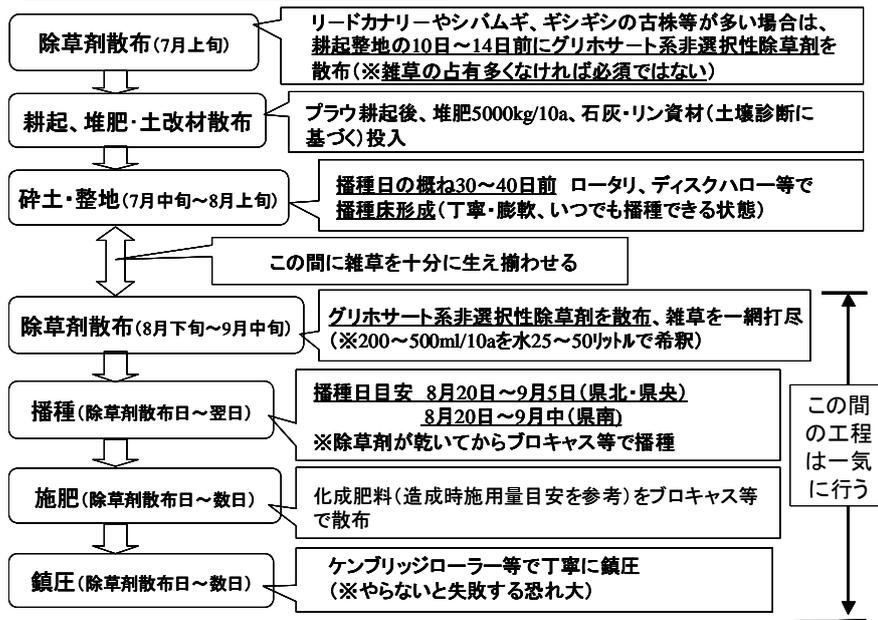 除草剤散布(7月上旬)
リードカナリーやシバムギ、ギシギシの古株等が多い場合は、
耕起整地の10日～14日前にグリホサート系非選択性除草剤を
散布(※雑草の占有多くなければ必須ではない)
耕起、堆肥・土改材散布
プラウ耕起後、堆肥5000kg/10a、石灰・リン資材(土壌診断に
基づく)投入
砕土・整地(7月中旬～8月上旬)
播種日の概ね30～40日前 ロータリ、ディスクハロー等で
播種床形成(丁寧・膨軟、いつでも播種できる状態)
この間に雑草を十分に生え揃わせる
除草剤散布(8月下旬～9月中旬)
グリホサート系非選択性除草剤を散布、雑草を一網打尽
(※200～500ml/10aを水25～50リットルで希釈)
播種(除草剤散布日～翌日)
播種日目安 8月20日～9月5日(県北・県央)
8月20日～9月中(県南)
※除草剤が乾いてからブロキャス等で播種
施肥(除草剤散布日～数日)
化成肥料(造成時施用量目安を参考)をブロキャス等
で散布
鎮圧(除草剤散布日～数日)
ケンブリッジローラー等で丁寧に鎮圧
(※やらないと失敗する恐れ大)
この間
の工程
は一気
に行う